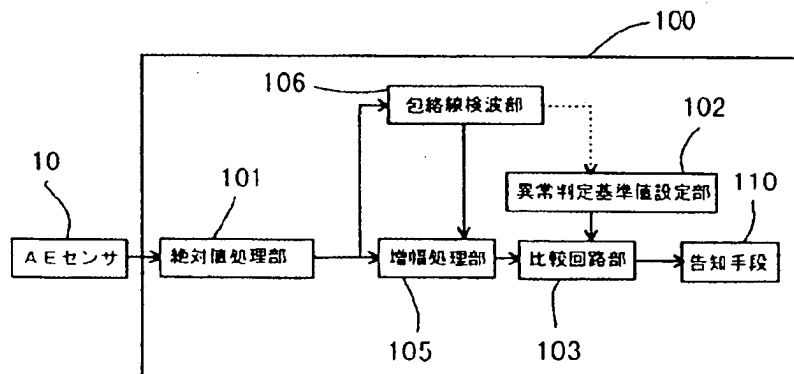 100
106
包絡線検波部
102
10
101
異常判定基準値設定部
110
AEセンサ
絶対値処理部
増幅処理部
比較回路部
告知手段
105
103